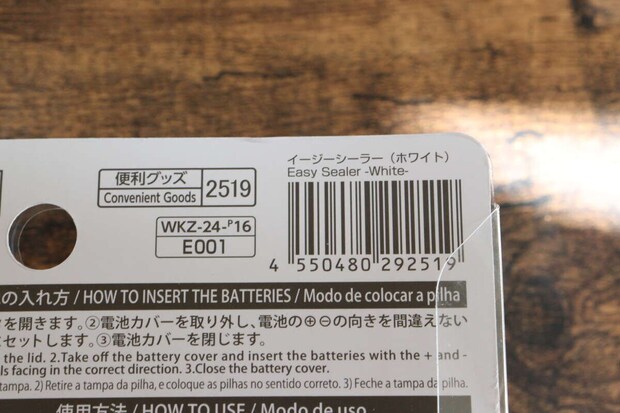 イージーシーラー（ホワイト）
Easy Sealer -White-
便利グッズ
Convenient Goods
2519
WKZ-24-P16
E001
4 550480 292519
の入れ方 / HOW TO INSERT THE BATTERIES / Modo de colocar a pilha
を開きます。②電池カバーを取り外し、電池の⊕⊖の向きを間違えない
セットします。③電池カバーを閉じます。
the lid. 2.Take off the battery cover and insert the batteries with the + and -
ls facing in the correct direction. 3.Close the battery cover.
tampa. 2) Retire a tampa da pilha, e coloque as pilhas no sentido correto. 3) Feche a tampa da pilha.
使用方法 / HOW TO USE / Modo de uso